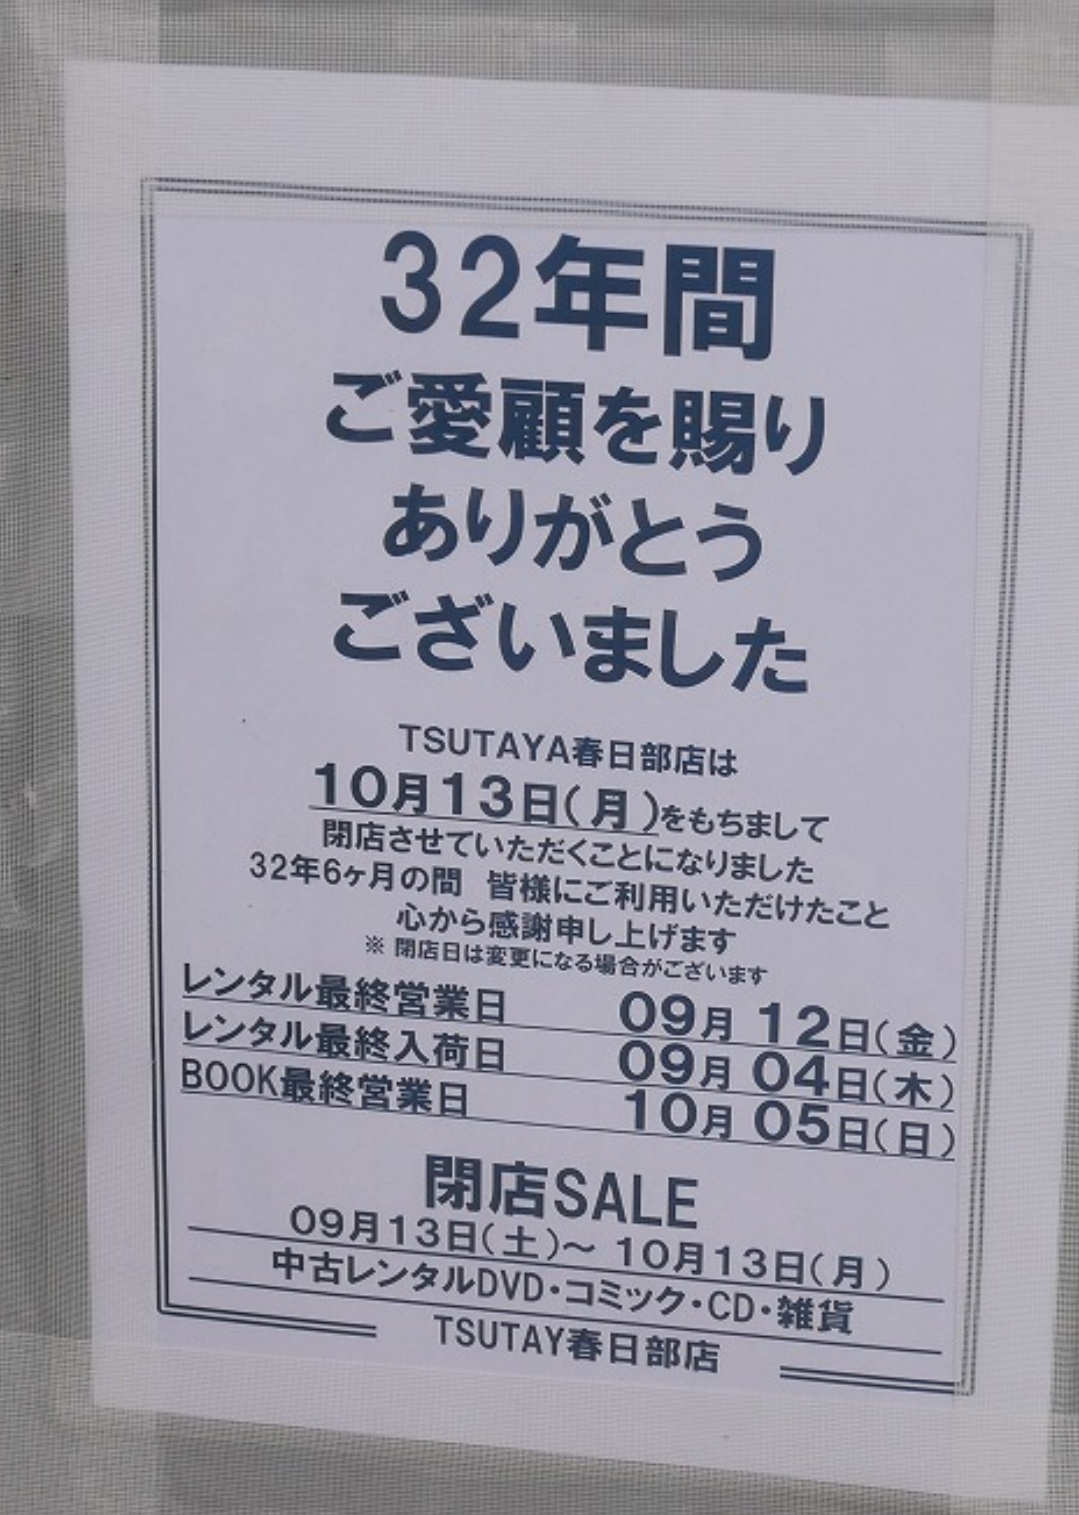 32年間
ご愛顧を賜り
ありがとう
ございました
TSUTAYA春日部店は
10月13日(月)をもちまして
閉店させていただくことになりました
32年6ヶ月の間 皆様にご利用いただけたこと
心から感謝申し上げます
※ 閉店日は変更になる場合がございます
レンタル最終営業日 09月 12日(金)
レンタル最終入荷日 09月 04日(木)
BOOK最終営業日 10月 05日(日)
閉店SALE
09月13日(土)~ 10月13日(月)
中古レンタルDVD・コミック・CD・雑貨
TSUTAY春日部店